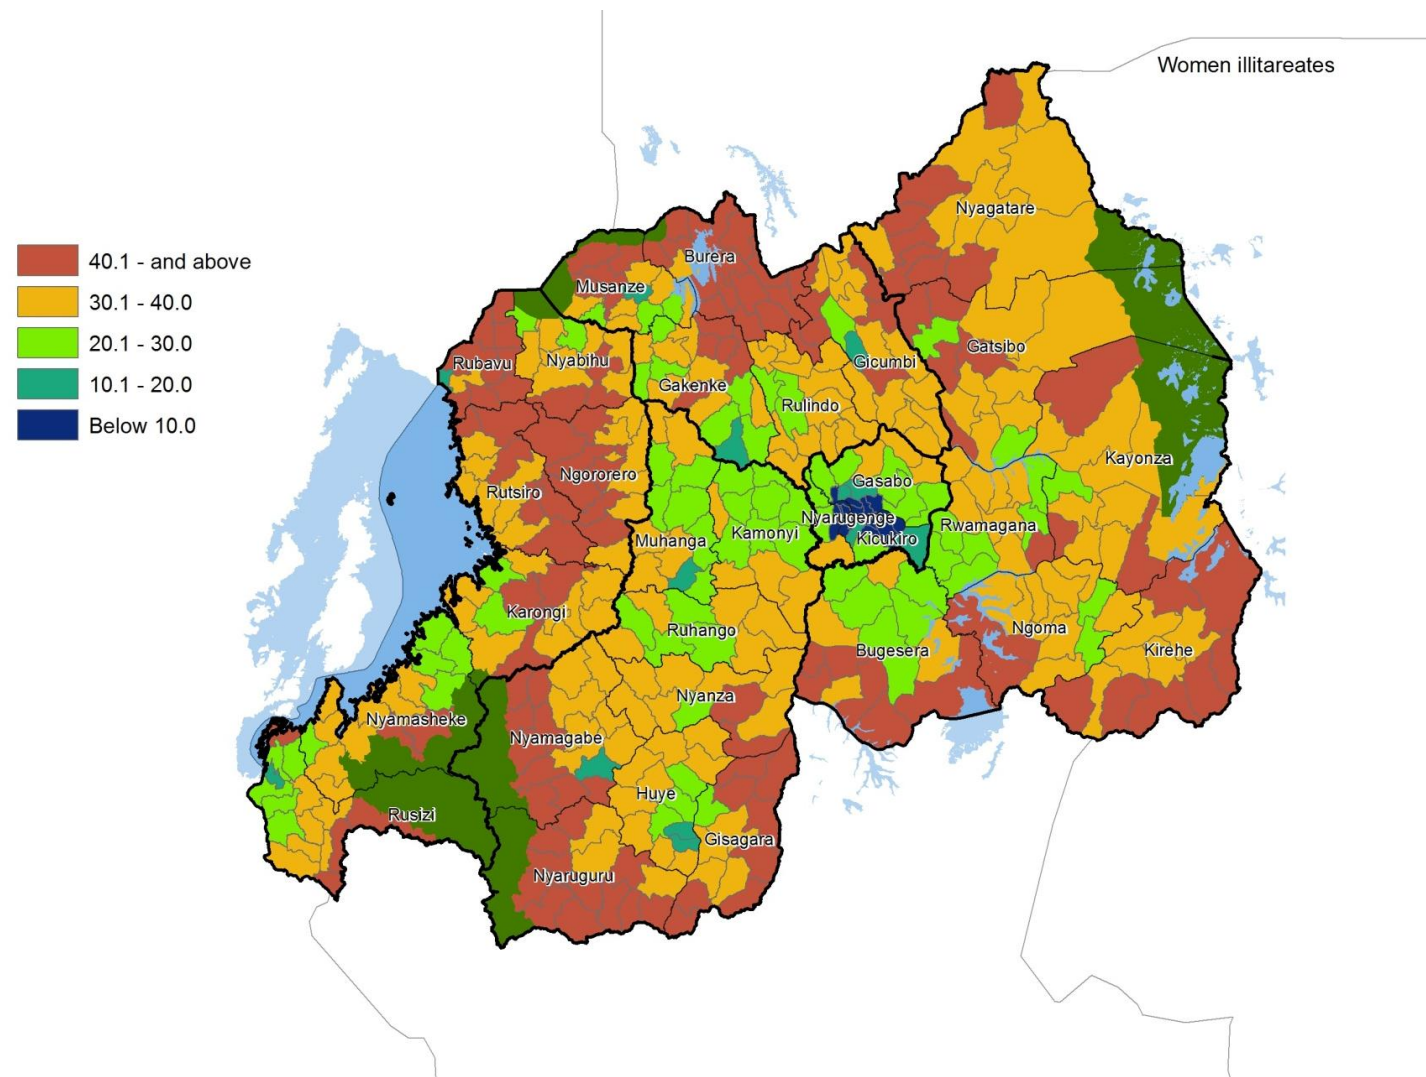 Women illitareates
40.1 - and above
30.1 - 40.0
20.1 - 30.0
10.1 - 20.0
Below 10.0
Nyagatare
Burera
Musanze
Gatsibo
Rubavu
Nyabihu
Gicumbi
Gakenke
Rulindo
Kayonza
Ngororero
Gasabo
Rutsiro
Nyarugenge
Rwamagana
Kamonyi
Kicukiro
Muhanga
Karongi
Ruhango
Ngoma
Bugesera
Kirehe
Nyanza
Nyamasheke
Nyamagabe
Huye
Rusizi
Gisagara
Nyaruguru